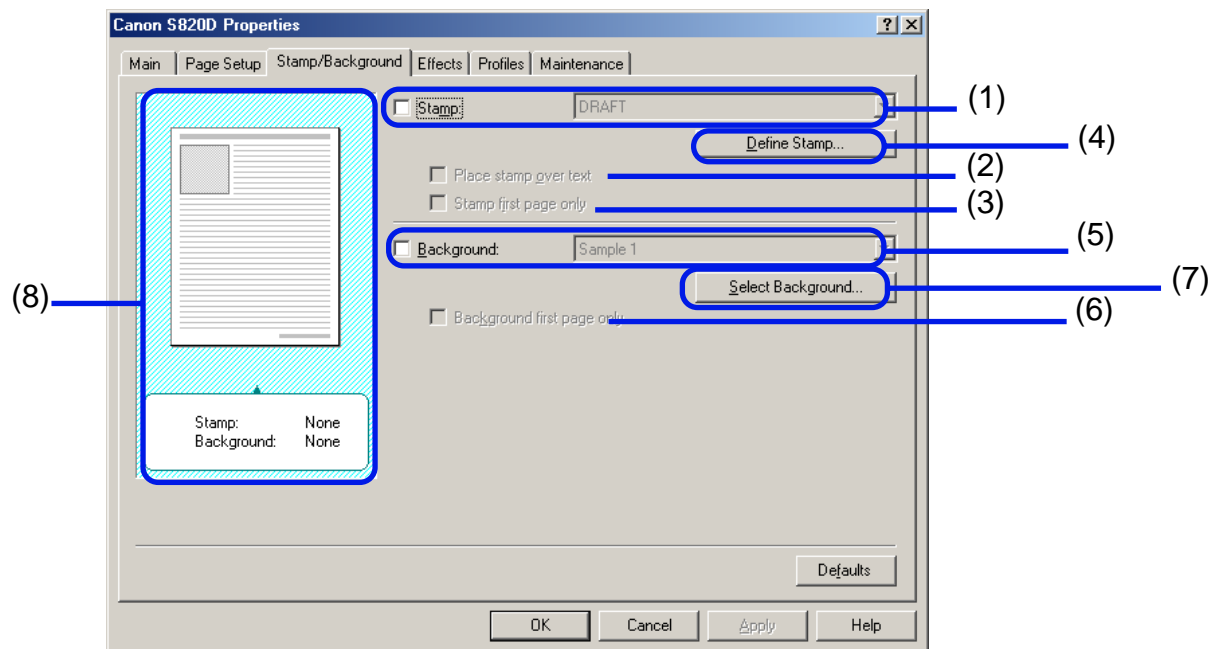 Canon S820D Properties
Main Page Setup Stamp/Background Effects Profiles Maintenance
Stamp: DRAFT (1)
Define Stamp... (4)
Place stamp over text (2)
Stamp first page only (3)
Background: Sample 1 (5)
Select Background... (7)
(8)
Background first page only (6)
Stamp: None
Background: None
Defaults
OK Cancel Apply Help